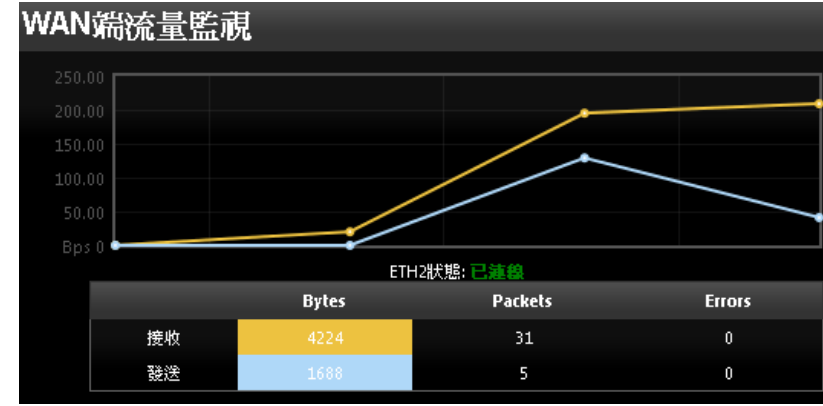 WAN端流量監視
250.00
200.00
150.00
100.00
50.00
Bps 0
ETH2狀態: 已連線
Bytes Packets Errors
接收 4224 31 0
發送 1688 5 0